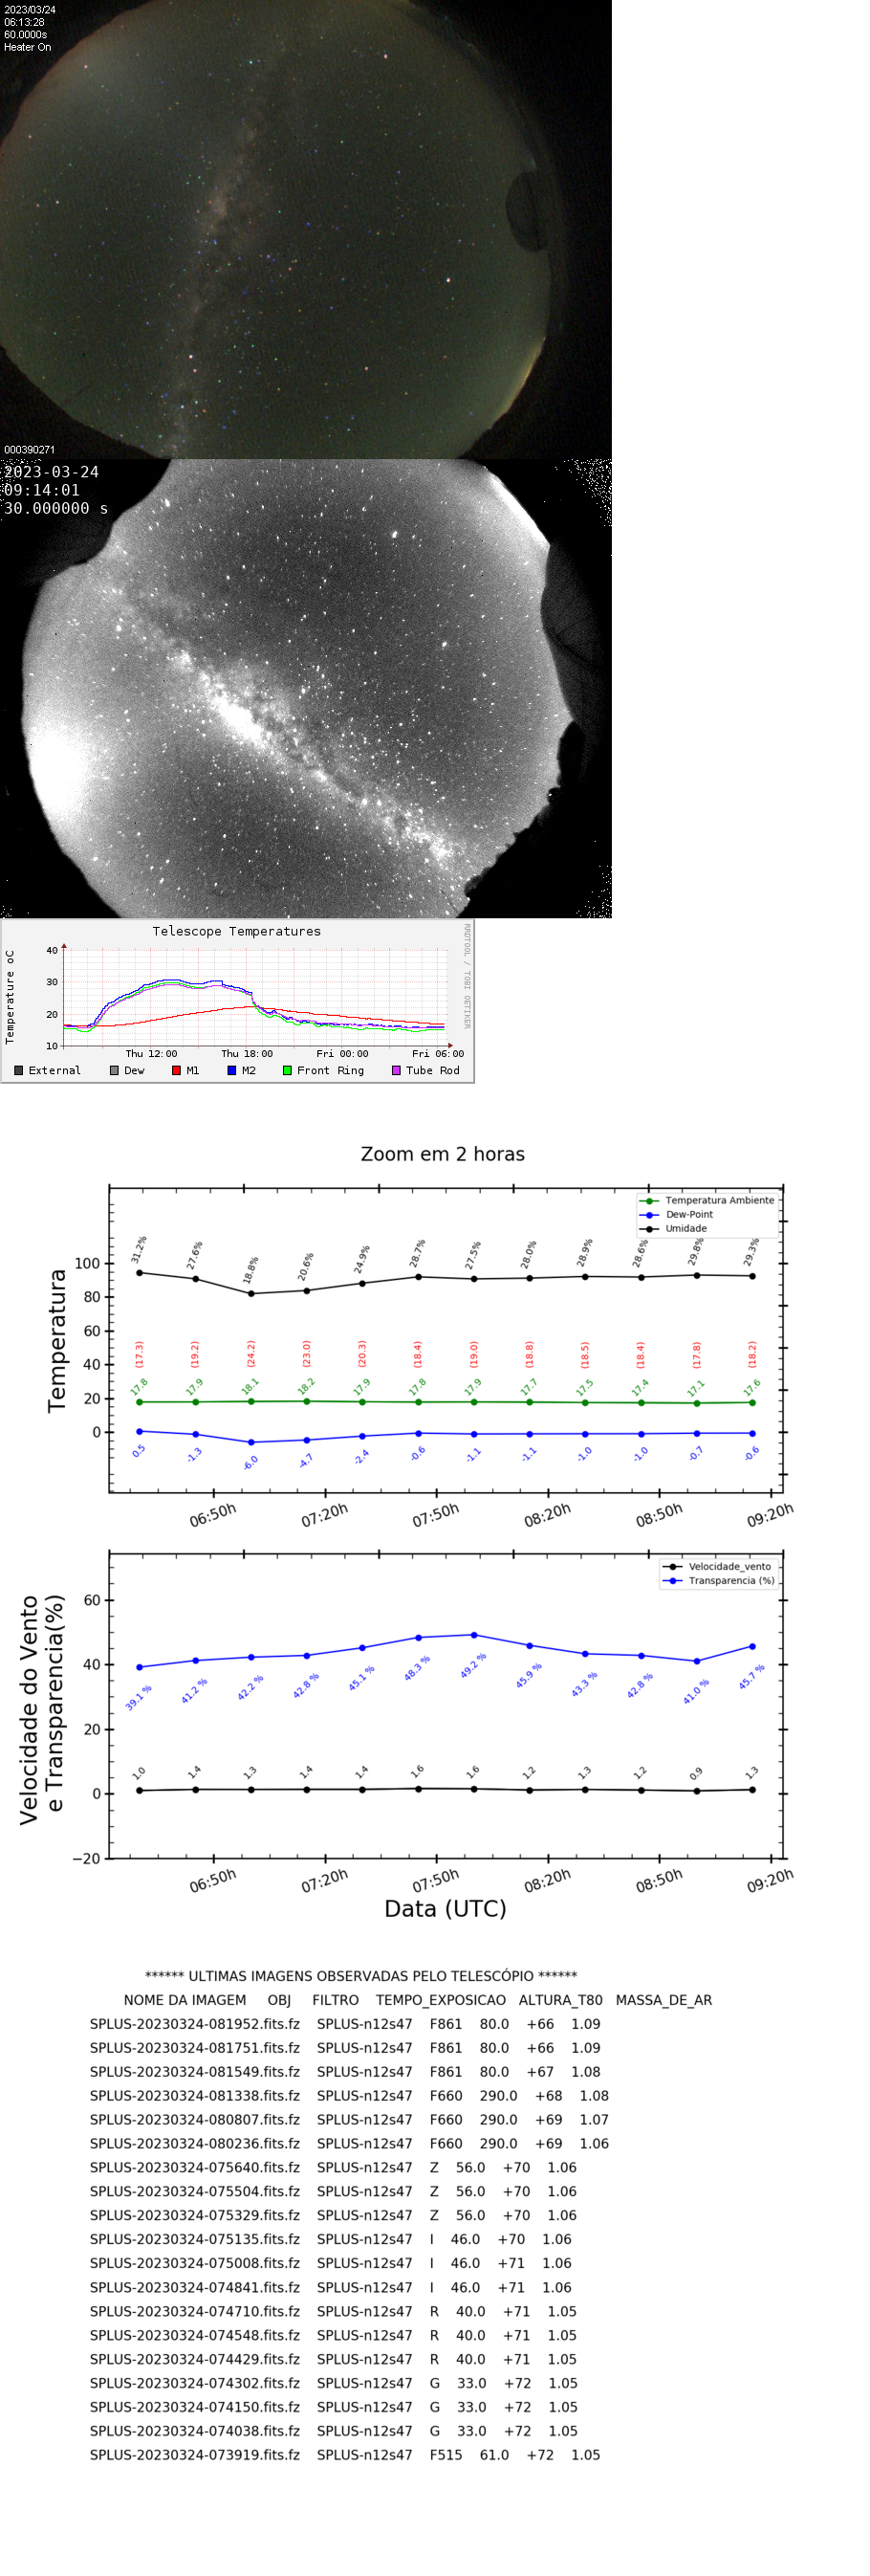 2023/03/24
06:13:28
60.0000s
Heater On
000390271
2023-03-24
09:14:01
30.000000 s
Telescope Temperatures
RRDTOOL / TOBI OETIKER
Temperature oC
40
30
20
10
Thu 12:00 Thu 18:00 Fri 00:00 Fri 06:00
External Dew M1 M2 Front Ring Tube Rod
Zoom em 2 horas
Temperatura Ambiente
Dew-Point
Umidade
Temperatura
100
80
60
40
20
0
31.2% 27.6% 18.8% 20.6% 24.9% 28.7% 27.5% 28.0% 28.9% 28.6% 29.8% 29.3%
(17.3) (19.2) (24.2) (23.0) (20.3) (18.4) (19.0) (18.8) (18.5) (18.4) (17.8) (18.2)
17.8 17.9 18.1 18.2 17.9 17.8 17.9 17.7 17.5 17.4 17.1 17.6
0.5 -1.3 -6.0 -4.7 -2.4 -0.6 -1.1 -1.1 -1.0 -1.0 -0.7 -0.6
06:50h 07:20h 07:50h 08:20h 08:50h 09:20h
Velocidade_vento
Transparencia (%)
Velocidade do Vento
e Transparencia(%)
60
40
20
0
−20
39.1 % 41.2 % 42.2 % 42.8 % 45.1 % 48.3 % 49.2 % 45.9 % 43.3 % 42.8 % 41.0 % 45.7 %
1.0 1.4 1.3 1.4 1.4 1.6 1.6 1.2 1.3 1.2 0.9 1.3
06:50h 07:20h 07:50h 08:20h 08:50h 09:20h
Data (UTC)
****** ULTIMAS IMAGENS OBSERVADAS PELO TELESCÓPIO ******
NOME DA IMAGEM OBJ FILTRO TEMPO_EXPOSICAO ALTURA_T80 MASSA_DE_AR
SPLUS-20230324-081952.fits.fz SPLUS-n12s47 F861 80.0 +66 1.09
SPLUS-20230324-081751.fits.fz SPLUS-n12s47 F861 80.0 +66 1.09
SPLUS-20230324-081549.fits.fz SPLUS-n12s47 F861 80.0 +67 1.08
SPLUS-20230324-081338.fits.fz SPLUS-n12s47 F660 290.0 +68 1.08
SPLUS-20230324-080807.fits.fz SPLUS-n12s47 F660 290.0 +69 1.07
SPLUS-20230324-080236.fits.fz SPLUS-n12s47 F660 290.0 +69 1.06
SPLUS-20230324-075640.fits.fz SPLUS-n12s47 Z 56.0 +70 1.06
SPLUS-20230324-075504.fits.fz SPLUS-n12s47 Z 56.0 +70 1.06
SPLUS-20230324-075329.fits.fz SPLUS-n12s47 Z 56.0 +70 1.06
SPLUS-20230324-075135.fits.fz SPLUS-n12s47 I 46.0 +70 1.06
SPLUS-20230324-075008.fits.fz SPLUS-n12s47 I 46.0 +71 1.06
SPLUS-20230324-074841.fits.fz SPLUS-n12s47 I 46.0 +71 1.06
SPLUS-20230324-074710.fits.fz SPLUS-n12s47 R 40.0 +71 1.05
SPLUS-20230324-074548.fits.fz SPLUS-n12s47 R 40.0 +71 1.05
SPLUS-20230324-074429.fits.fz SPLUS-n12s47 R 40.0 +71 1.05
SPLUS-20230324-074302.fits.fz SPLUS-n12s47 G 33.0 +72 1.05
SPLUS-20230324-074150.fits.fz SPLUS-n12s47 G 33.0 +72 1.05
SPLUS-20230324-074038.fits.fz SPLUS-n12s47 G 33.0 +72 1.05
SPLUS-20230324-073919.fits.fz SPLUS-n12s47 F515 61.0 +72 1.05